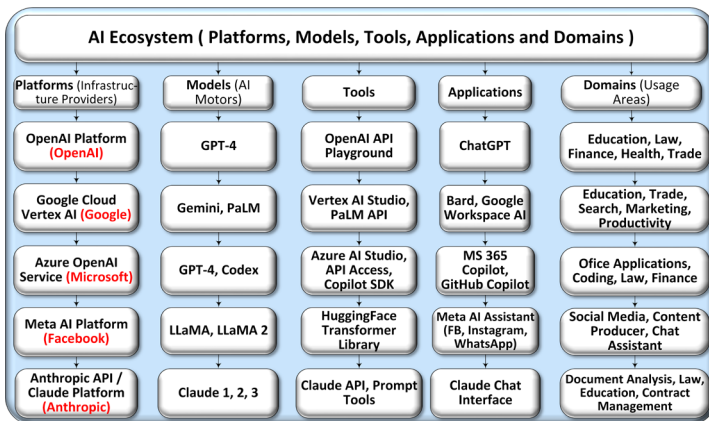 AI Ecosystem ( Platforms, Models, Tools, Applications and Domains )
Platforms (Infrastruc-
ture Providers)
Models (AI
Motors)
Tools
Applications
Domains (Usage
Areas)
OpenAI Platform
(OpenAI)
GPT-4
OpenAI API
Playground
ChatGPT
Education, Law,
Finance, Health, Trade
Google Cloud
Vertex AI (Google)
Gemini, PaLM
Vertex AI Studio,
PaLM API
Bard, Google
Workspace AI
Education, Trade,
Search, Marketing,
Productivity
Azure OpenAI
Service (Microsoft)
GPT-4, Codex
Azure AI Studio,
API Access,
Copilot SDK
MS 365
Copilot,
GitHub Copilot
Ofice Applications,
Coding, Law, Finance
Meta AI Platform
(Facebook)
LLaMA, LLaMA 2
HuggingFace
Transformer
Library
Meta AI Assistant
(FB, Instagram,
WhatsApp)
Social Media, Content
Producer, Chat
Assistant
Anthropic API /
Claude Platform
(Anthropic)
Claude 1, 2, 3
Claude API, Prompt
Tools
Claude Chat
Interface
Document Analysis, Law,
Education, Contract
Management